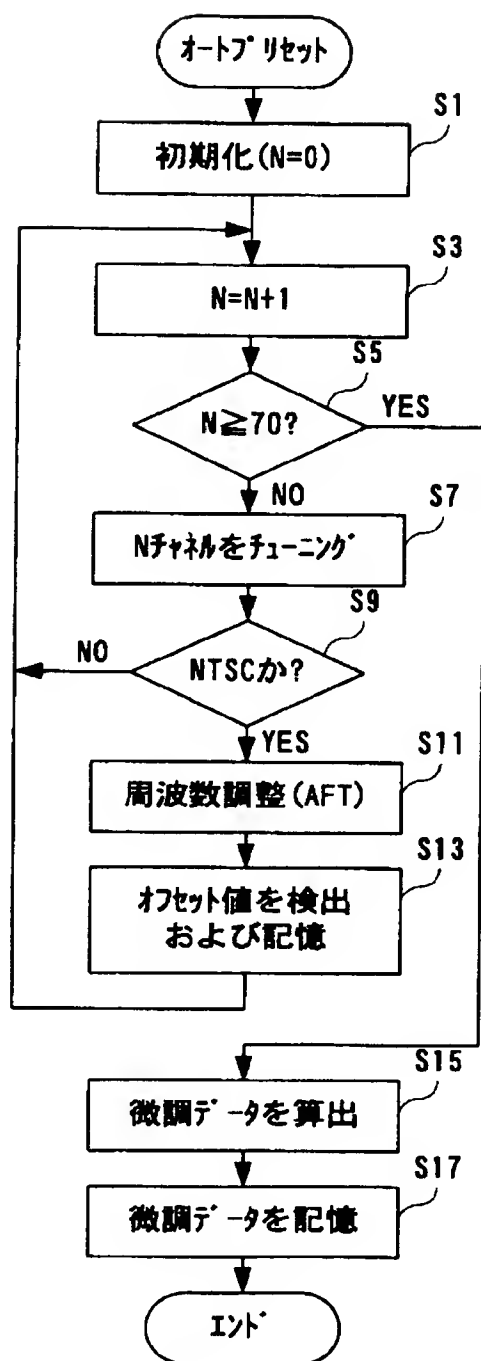 ｵｰﾄﾌﾟﾘｾｯﾄ
S1
初期化(N=0)
S3
N=N+1
S5
N≧70?
YES
NO
S7
Nﾁｬﾈﾙをﾁｭｰﾆﾝｸﾞ
S9
NO
NTSCか?
YES
S11
周波数調整(AFT)
S13
ｵﾌｾｯﾄ値を検出
および記憶
S15
微調ﾃﾞｰﾀを算出
S17
微調ﾃﾞｰﾀを記憶
ｴﾝﾄﾞ